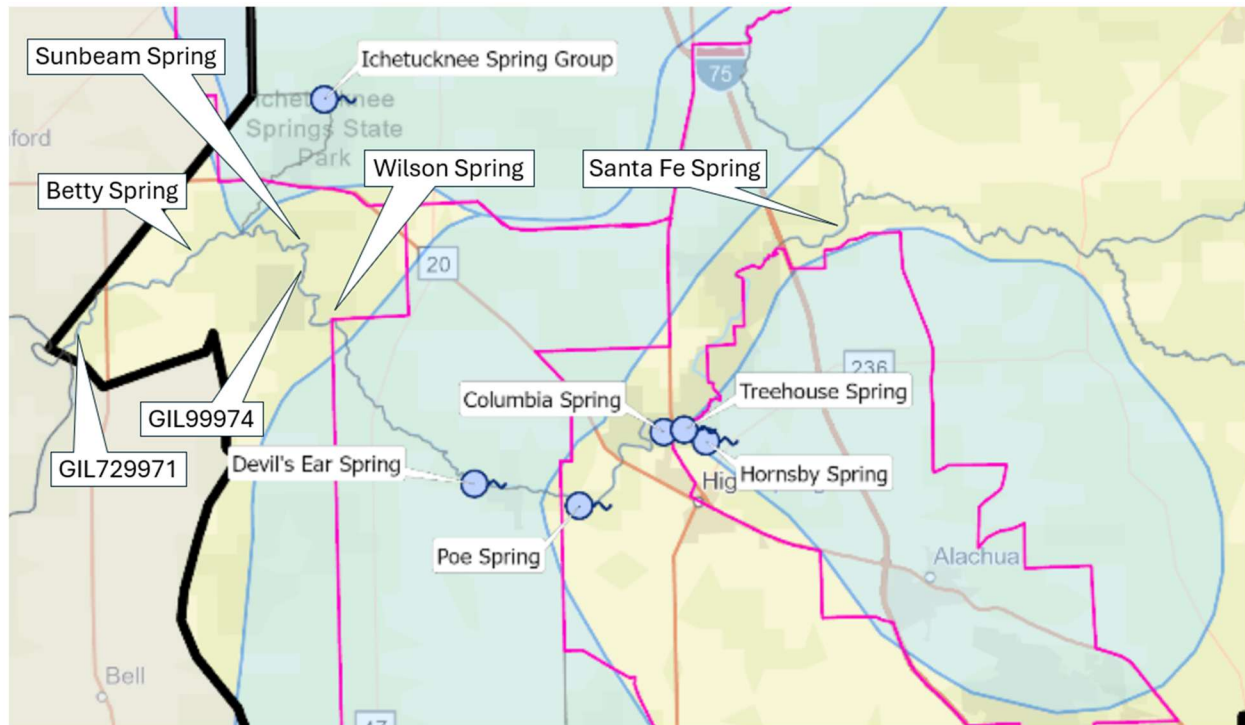 Sunbeam Spring
Ichetucknee Spring Group
75
Springs State
Park
Wilson Spring
Santa Fe Spring
Betty Spring
20
236
Treehouse Spring
Columbia Spring
GIL99974
GIL729971
Devil's Ear Spring
Hornsby Spring
Poe Spring
Alachua
Bell
47